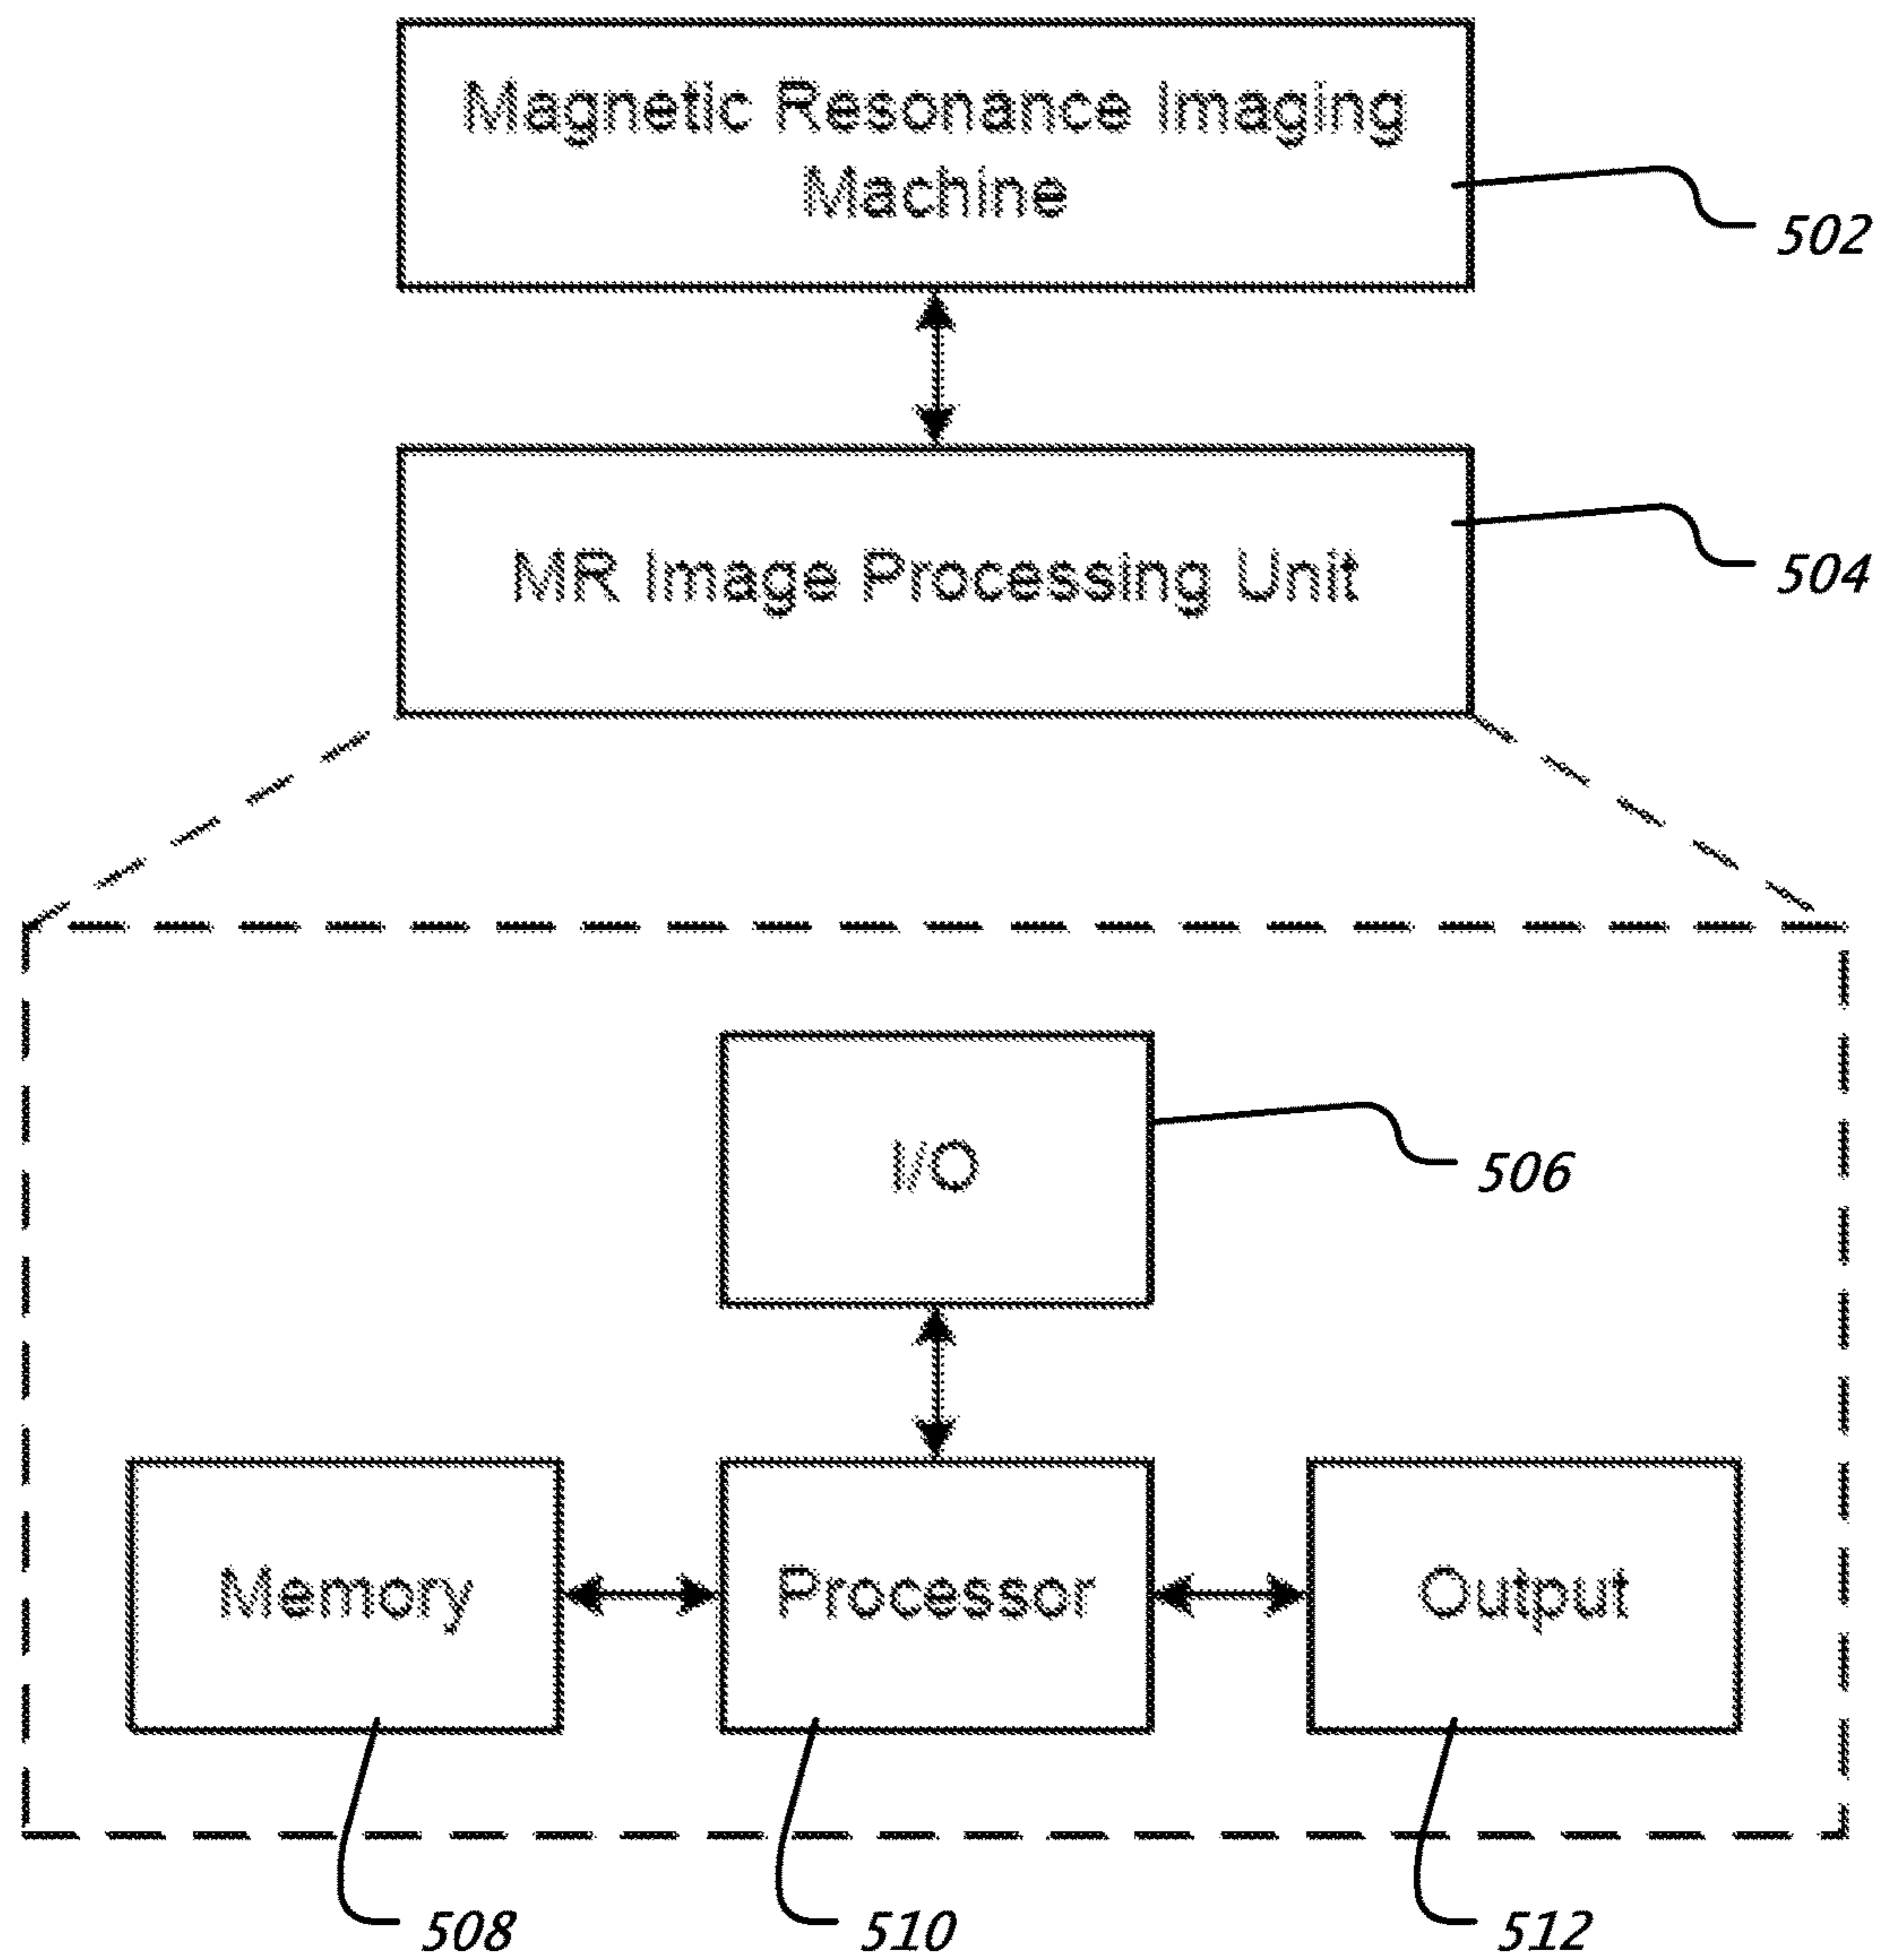 Magnetic Resonance Imaging
Machine
502
MR Image Processing Unit
504
I/O
506
Memory
Processor
Output
508
510
512